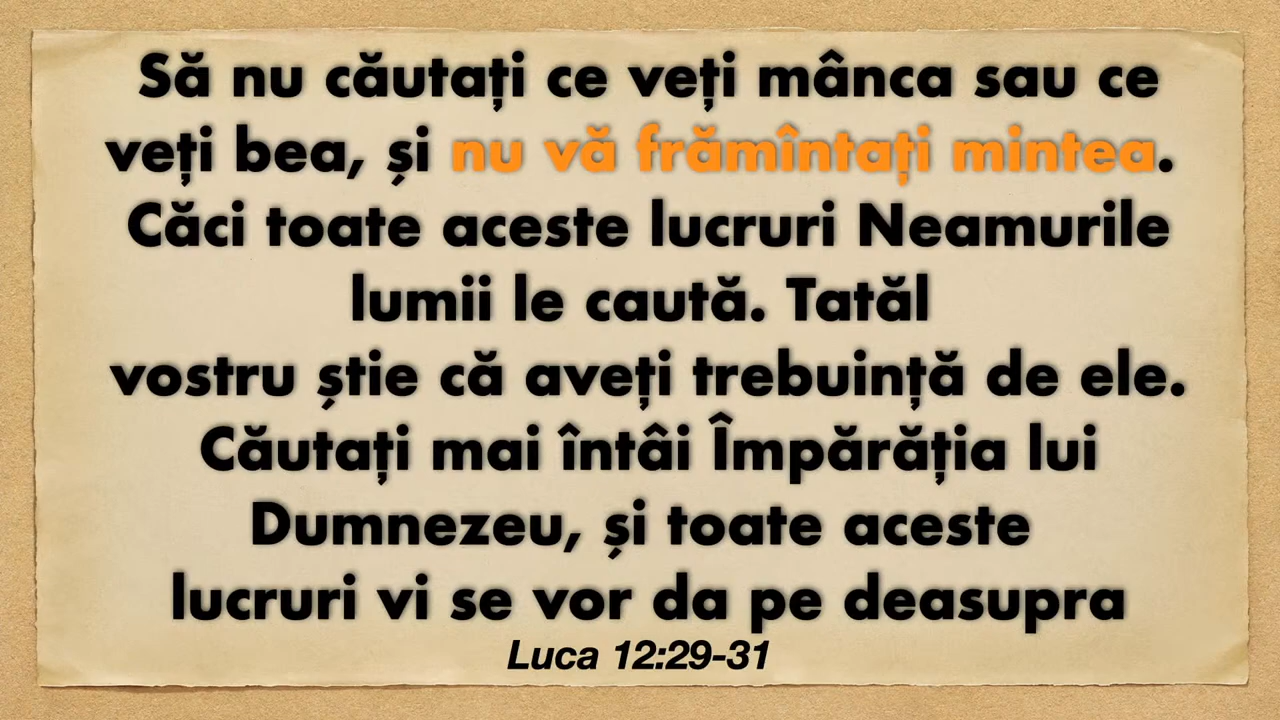 Să nu căutați ce veți mânca sau ce
veți bea, și nu vă frămîntați mintea.
Căci toate aceste lucruri Neamurile
lumii le caută. Tatăl
vostru știe că aveți trebuință de ele.
Căutați mai întâi Împărăția lui
Dumnezeu, și toate aceste
lucruri vi se vor da pe deasupra
Luca 12:29-31